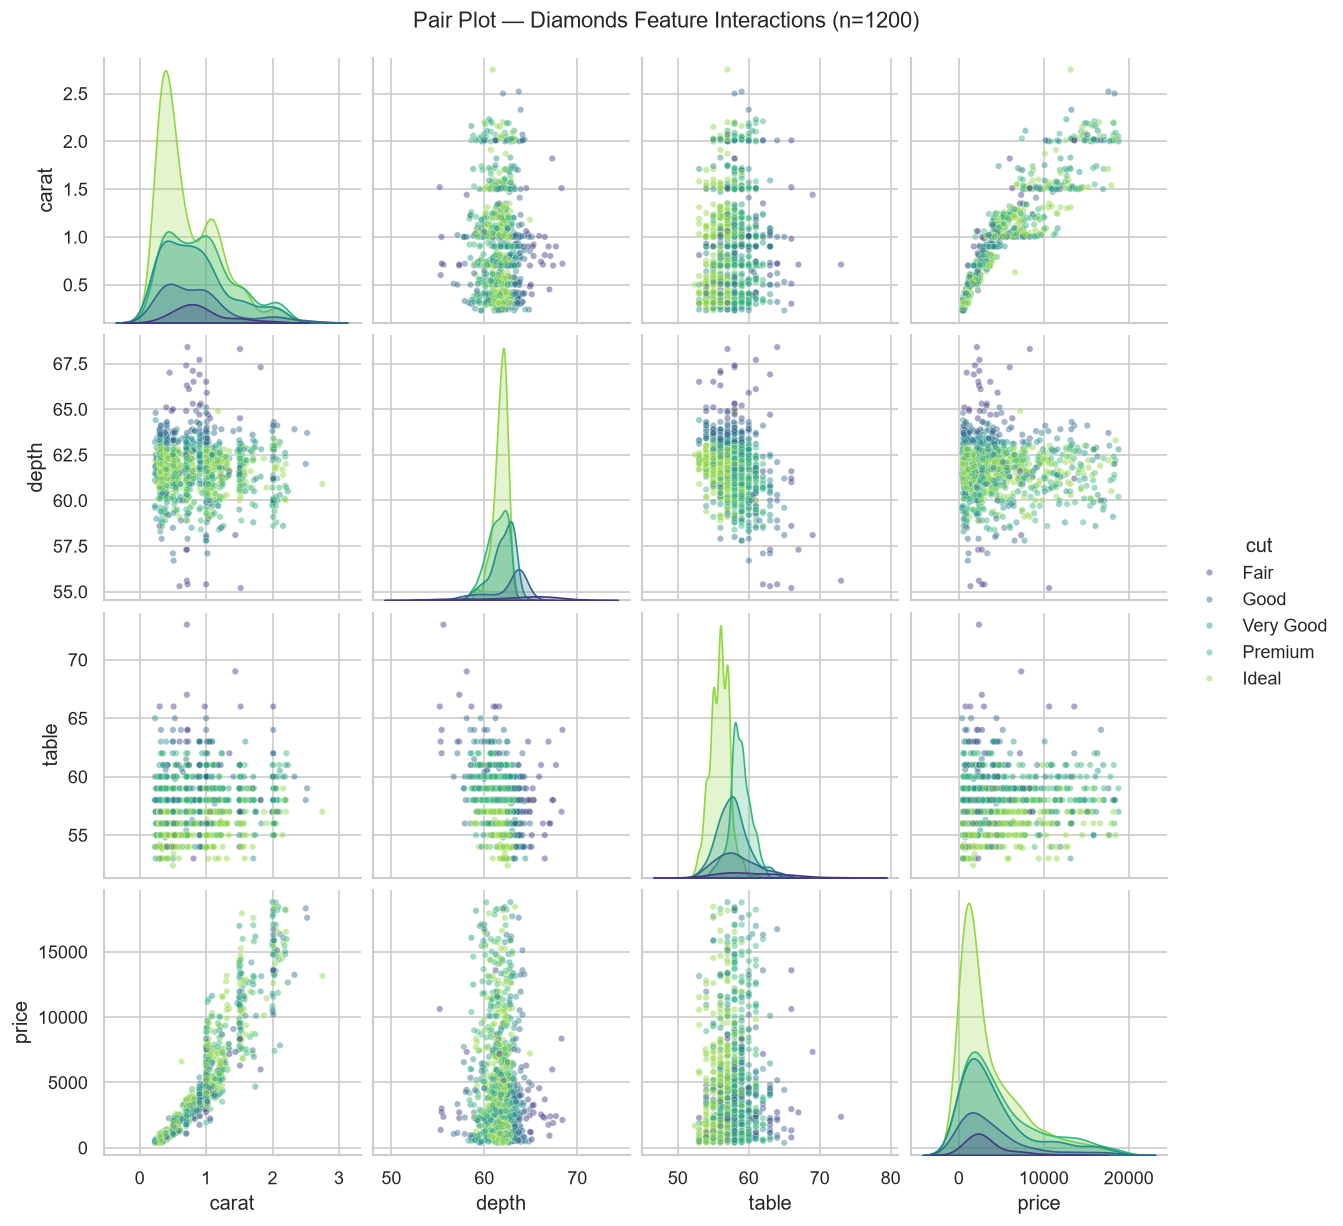 Pair Plot — Diamonds Feature Interactions (n=1200)
carat
2.5
2.0
1.5
1.0
0.5
depth
67.5
65.0
62.5
60.0
57.5
55.0
table
70
65
60
55
price
15000
10000
5000
0
0 1 2 3
carat
50 60 70
depth
50 60 70 80
table
0 10000 20000
price
cut
Fair
Good
Very Good
Premium
Ideal